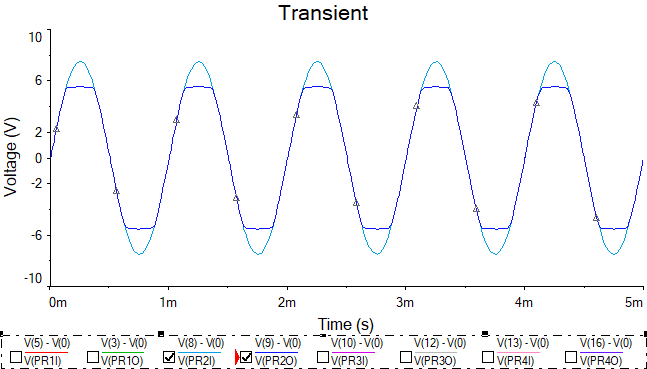 Transient
10
6
2
0
-2
-6
-10
Voltage (V)
0m 1m 2m 3m 4m 5m
Time (s)
V(5) - V(0) V(3) - V(0) V(8) - V(0) V(9) - V(0) V(10) - V(0) V(12) - V(0) V(13) - V(0) V(16) - V(0)
V(PR1I) V(PR1O) V(PR2I) V(PR2O) V(PR3I) V(PR3O) V(PR4I) V(PR4O)